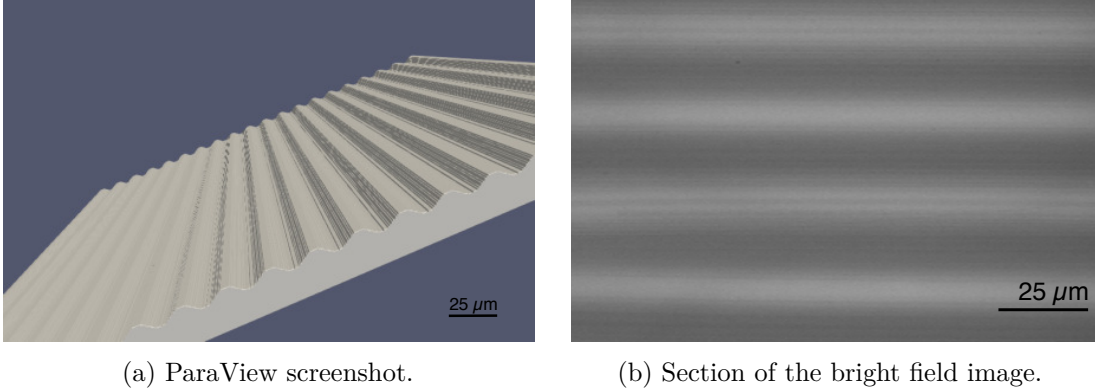 25 μm
25 μm
(a) ParaView screenshot.
(b) Section of the bright field image.